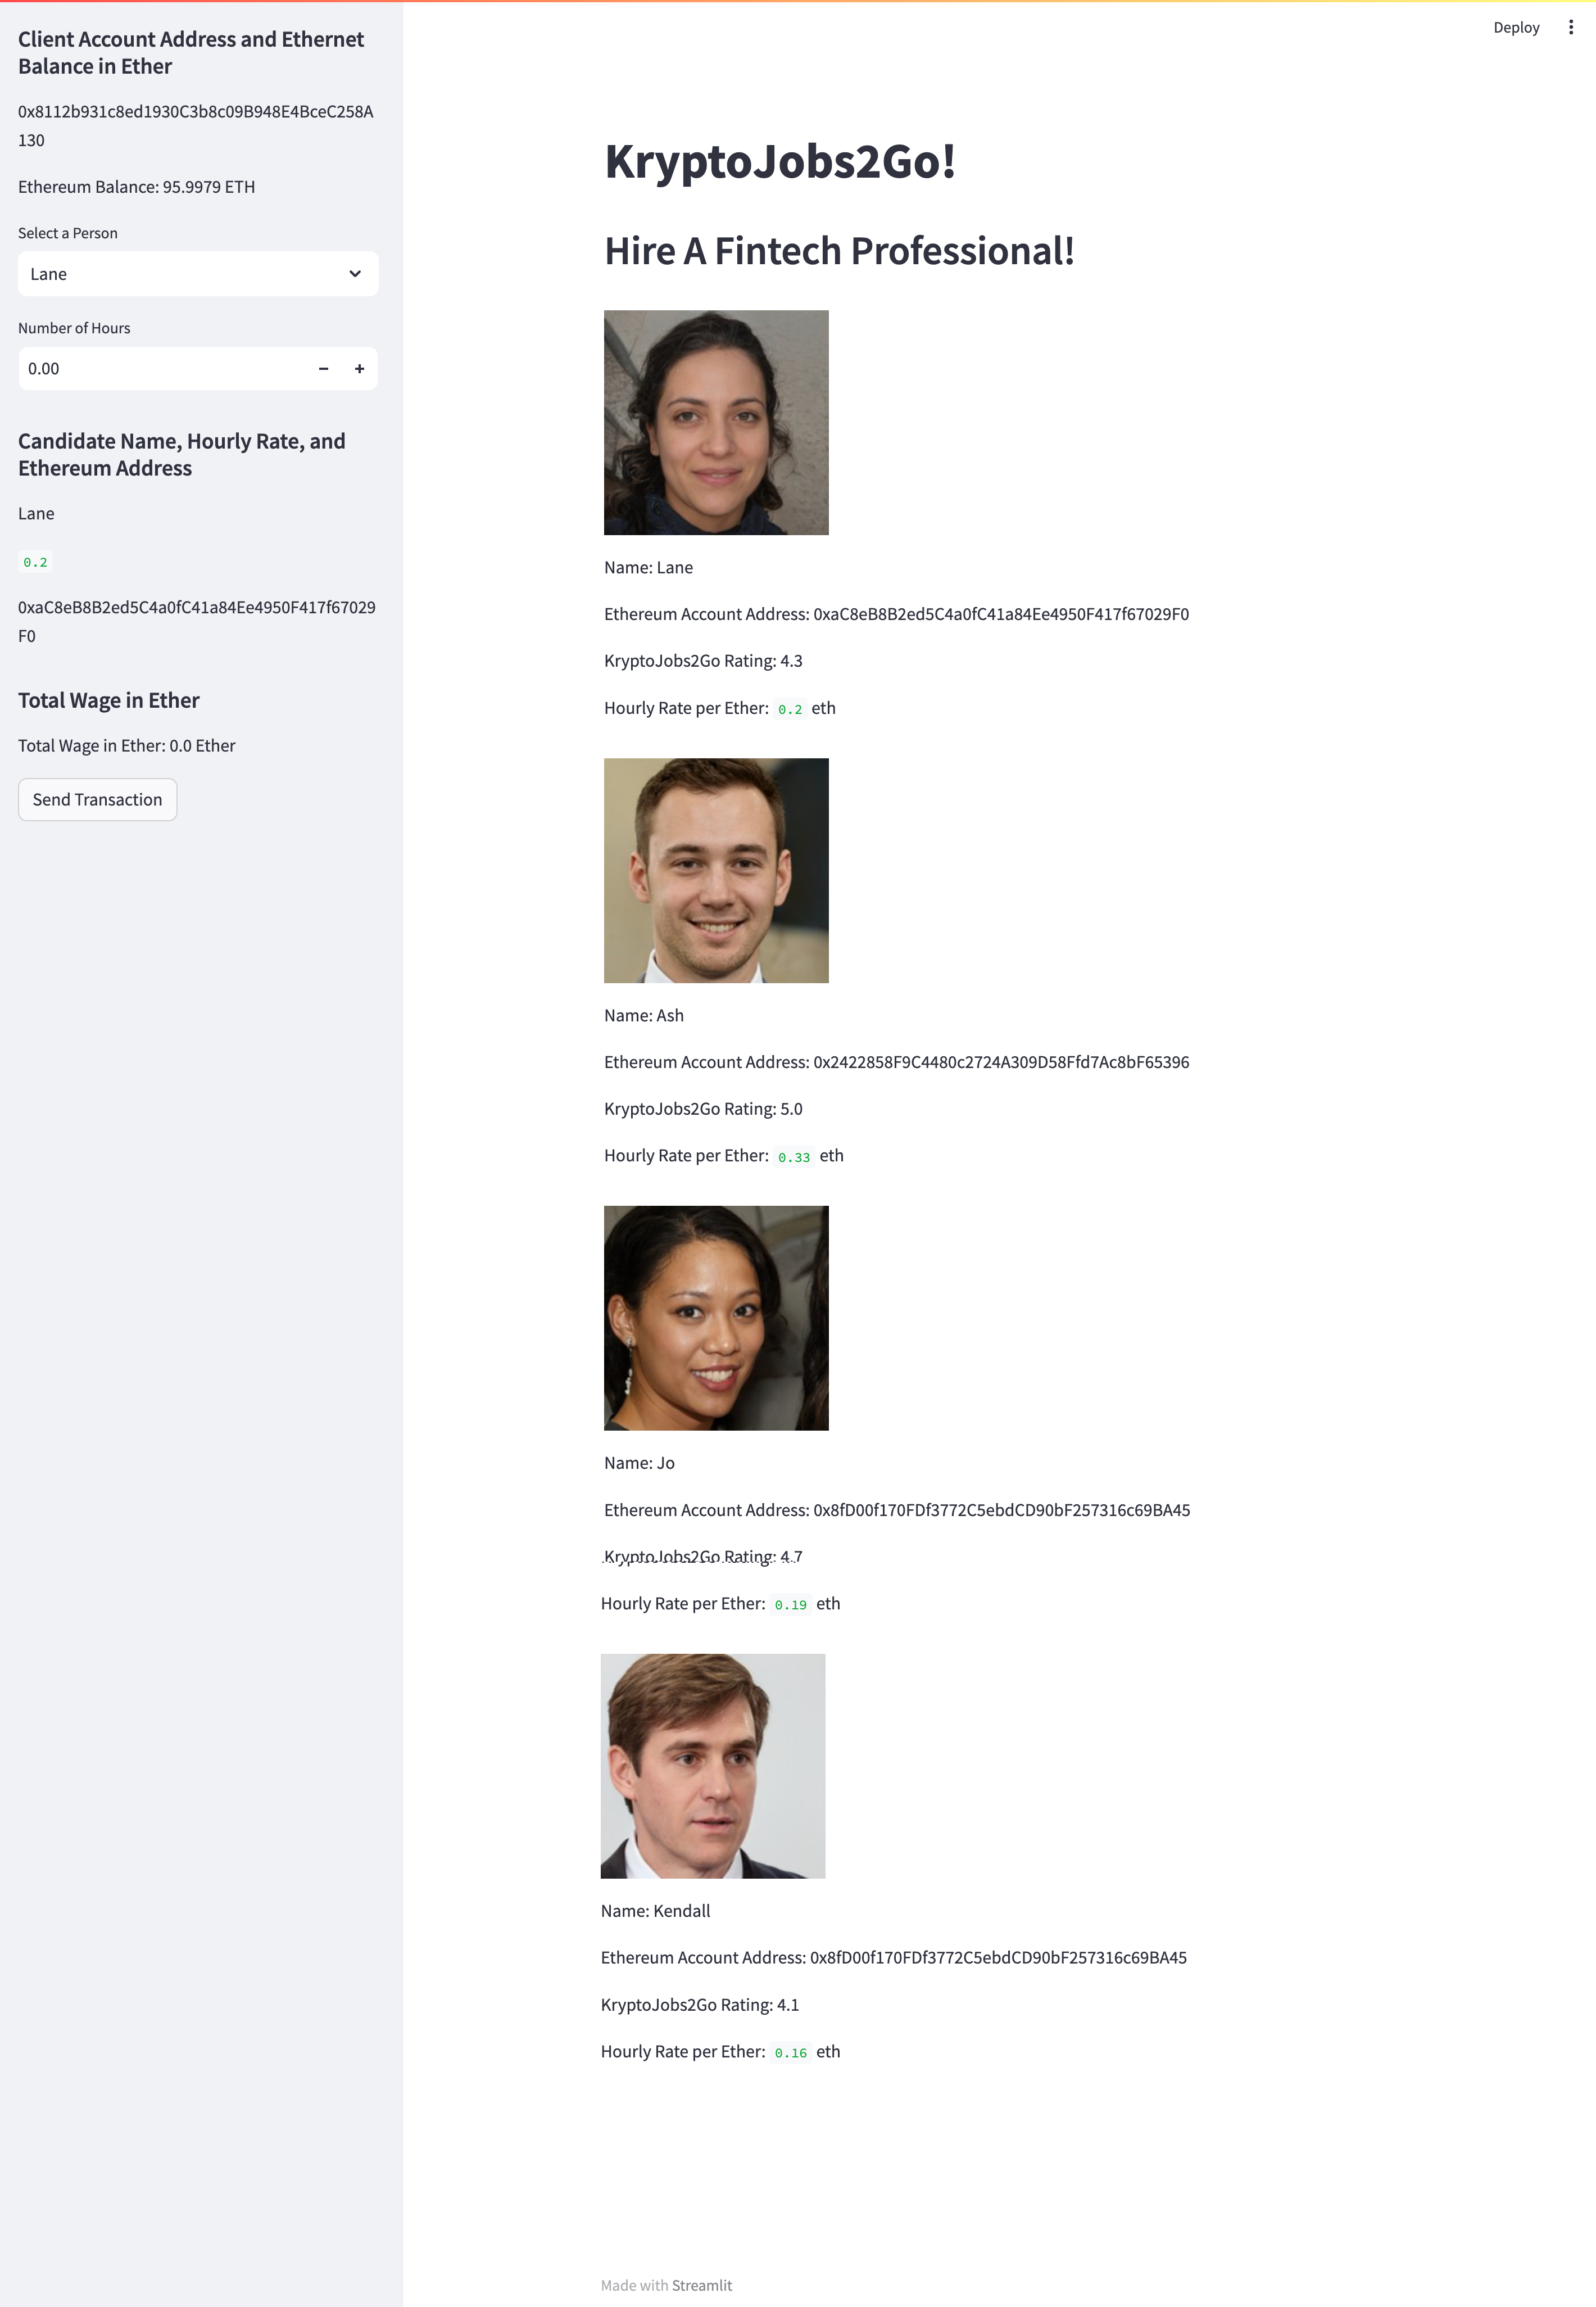 Deploy
Client Account Address and Ethernet
Balance in Ether
0x8112b931c8ed1930C3b8c09B948E4BceC258A
130
Ethereum Balance: 95.9979 ETH
Select a Person
Lane
Number of Hours
0.00
Candidate Name, Hourly Rate, and
Ethereum Address
Lane
0.2
0xaC8eB8B2ed5C4a0fC41a84Ee4950F417f67029
F0
Total Wage in Ether
Total Wage in Ether: 0.0 Ether
Send Transaction
KryptoJobs2Go!
Hire A Fintech Professional!
Name: Lane
Ethereum Account Address: 0xaC8eB8B2ed5C4a0fC41a84Ee4950F417f67029F0
KryptoJobs2Go Rating: 4.3
Hourly Rate per Ether: 0.2 eth
Name: Ash
Ethereum Account Address: 0x2422858F9C4480c2724A309D58Ffd7Ac8bF65396
KryptoJobs2Go Rating: 5.0
Hourly Rate per Ether: 0.33 eth
Name: Jo
Ethereum Account Address: 0x8fD00f170FDf3772C5ebdCD90bF257316c69BA45
KryptoJobs2Go Rating: 4.7
Hourly Rate per Ether: 0.19 eth
Name: Kendall
Ethereum Account Address: 0x8fD00f170FDf3772C5ebdCD90bF257316c69BA45
KryptoJobs2Go Rating: 4.1
Hourly Rate per Ether: 0.16 eth
Made with Streamlit